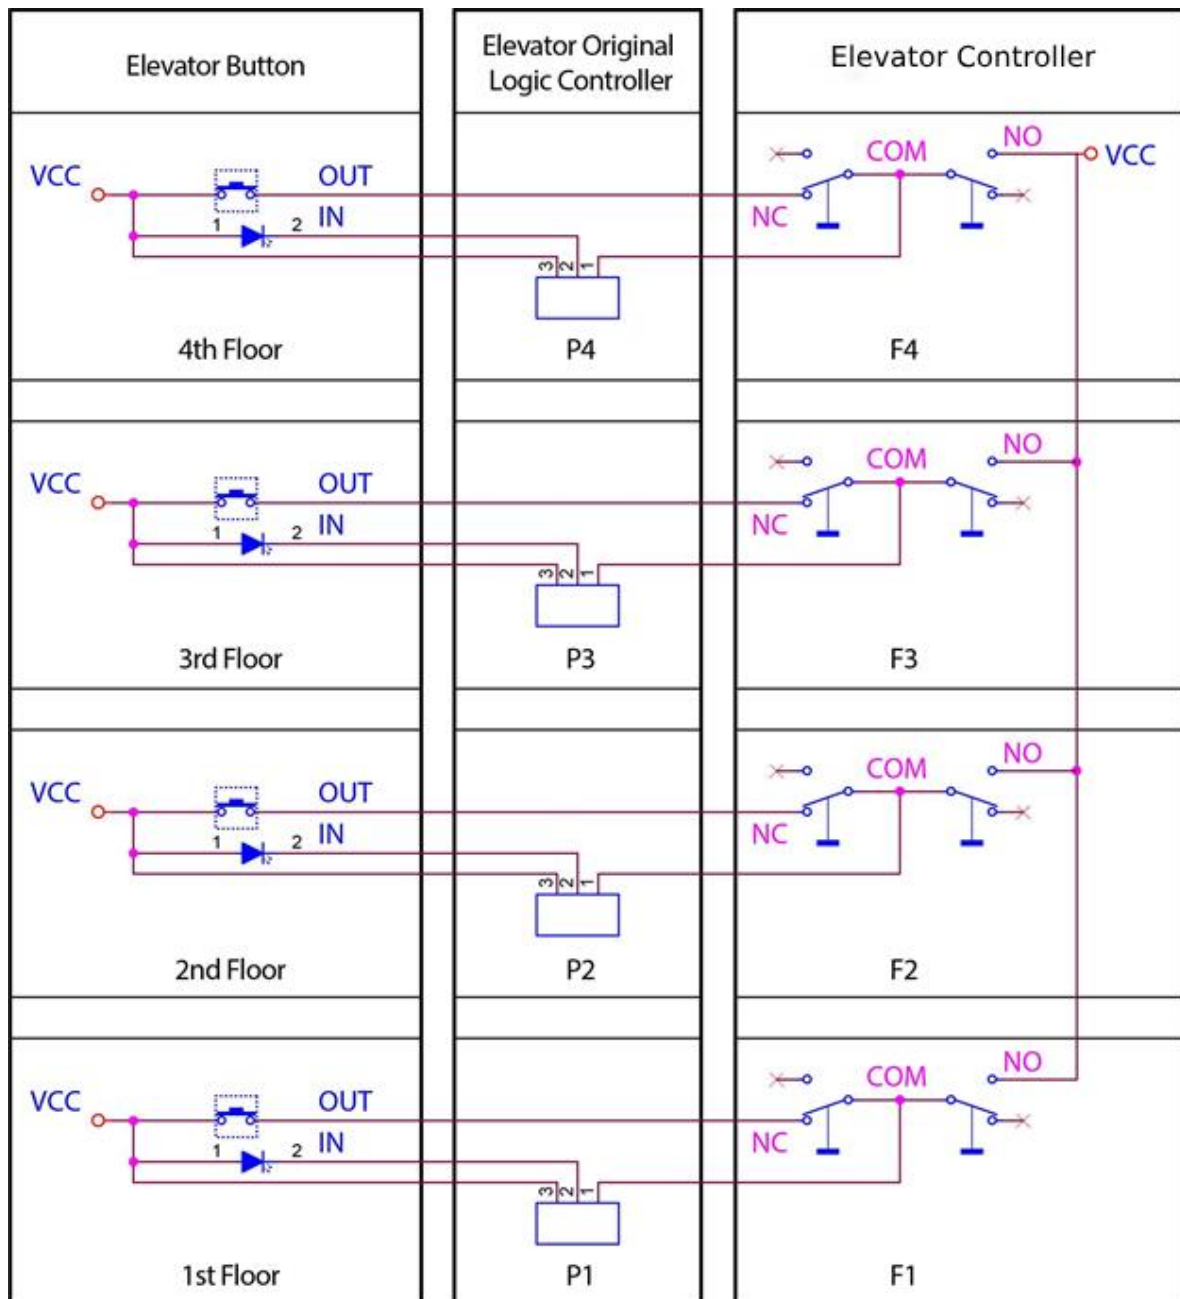 Elevator Button
Elevator Original
Logic Controller
Elevator Controller
VCC
OUT
IN
1
2
4th Floor
3
2
1
P4
COM
NO
VCC
NC
F4
VCC
OUT
IN
1
2
3rd Floor
3
2
1
P3
COM
NO
NC
F3
VCC
OUT
IN
1
2
2nd Floor
3
2
1
P2
COM
NO
NC
F2
VCC
OUT
IN
1
2
1st Floor
3
2
1
P1
COM
NO
NC
F1